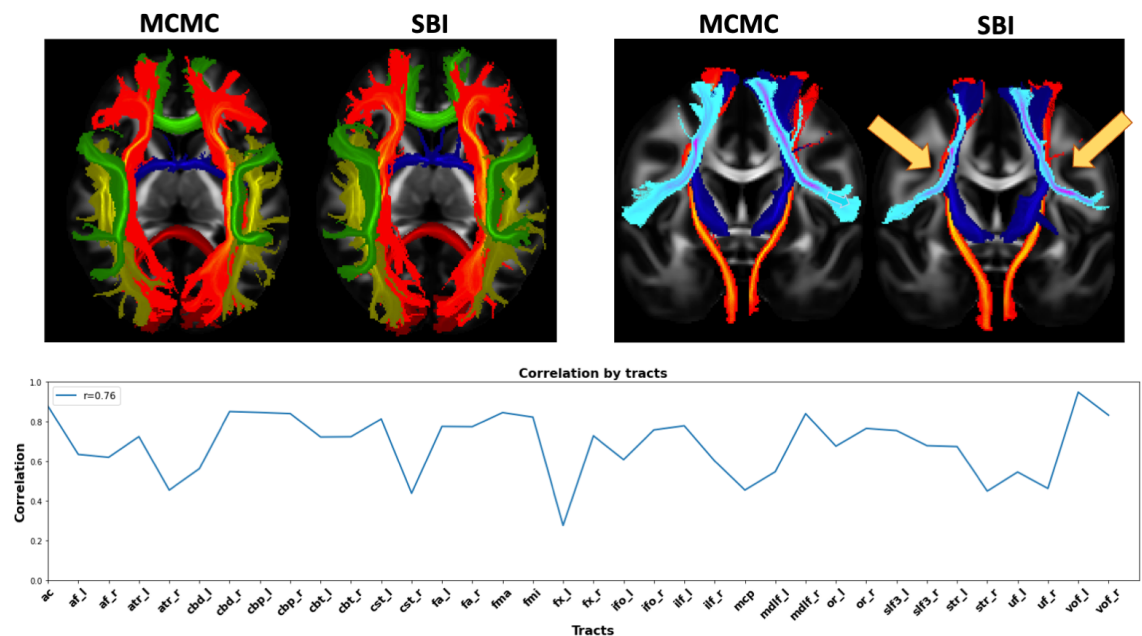 MCMC SBI MCMC SBI
Correlation by tracts
r=0.76
Correlation
1.0
0.8
0.6
0.4
0.2
0.0
ac af_l af_r atr_l atr_r cbd_l cbd_r cbp_l cbp_r cbt_l cbt_r cst_l cst_r fa_l fa_r fma fmi fx_l fx_r ifo_l ifo_r ilf_l ilf_r mcp mdlf_l mdlf_r or_l or_r slf3_l slf3_r str_l str_r uf_l uf_r vof_l vof_r
Tracts